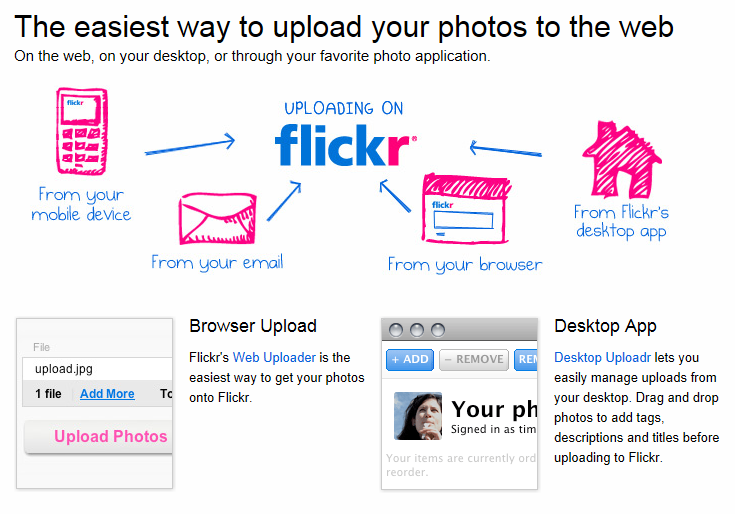 The easiest way to upload your photos to the web
On the web, on your desktop, or through your favorite photo application.
flickr
UPLOADING ON
flickr®
From your
mobile device
From your email
flickr
From your browser
From Flickr's
desktop app
File
upload.jpg
1 file
Add More
To
Upload Photos
Browser Upload
Flickr's Web Uploader is the
easiest way to get your photos
onto Flickr.
+ ADD
− REMOVE
REM
Your ph
Signed in as tim
Your items are currently ord
reorder.
Desktop App
Desktop Uploadr lets you
easily manage uploads from
your desktop. Drag and drop
photos to add tags,
descriptions and titles before
uploading to Flickr.